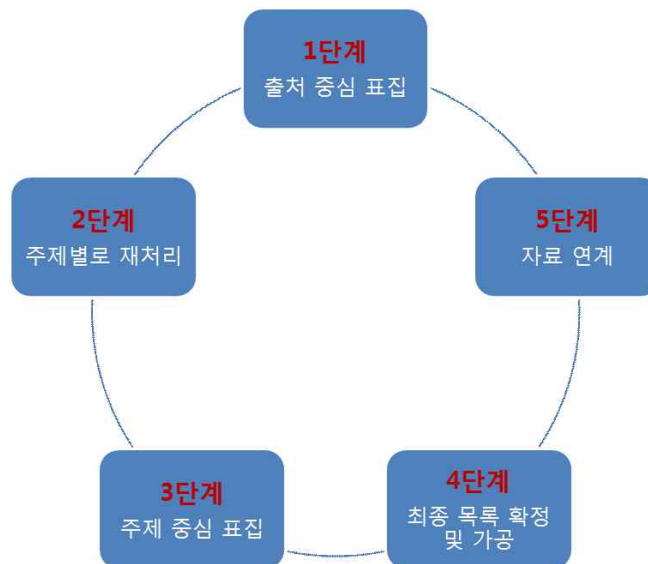 1단계
출처 중심 표집
2단계
주제별로 재처리
3단계
주제 중심 표집
4단계
최종 목록 확정
및 가공
5단계
자료 연계